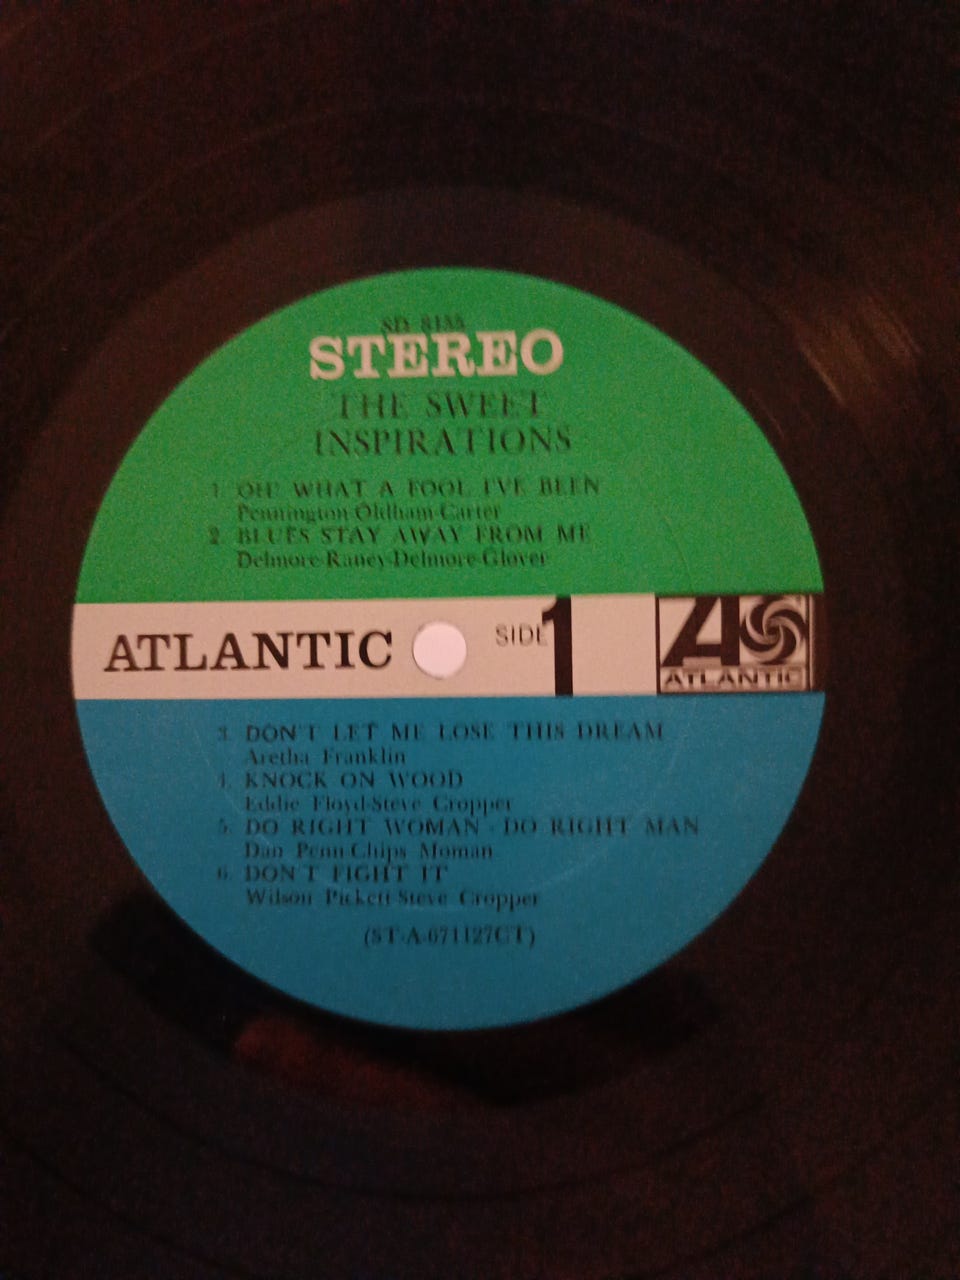 SD 8155
STEREO
THE SWEET
INSPIRATIONS
1. OH! WHAT A FOOL I'VE BEEN
Pennington-Oldham-Carter
2. BLUES STAY AWAY FROM ME
Delmore-Raney-Delmore-Glover
ATLANTIC SIDE 1 A ATLANTIC
3. DON'T LET ME LOSE THIS DREAM
Aretha Franklin
4. KNOCK ON WOOD
Eddie Floyd-Steve Cropper
5. DO RIGHT WOMAN - DO RIGHT MAN
Dan Penn-Chips Moman
6. DON'T FIGHT IT
Wilson Pickett-Steve Cropper
(ST-A-671127CT)